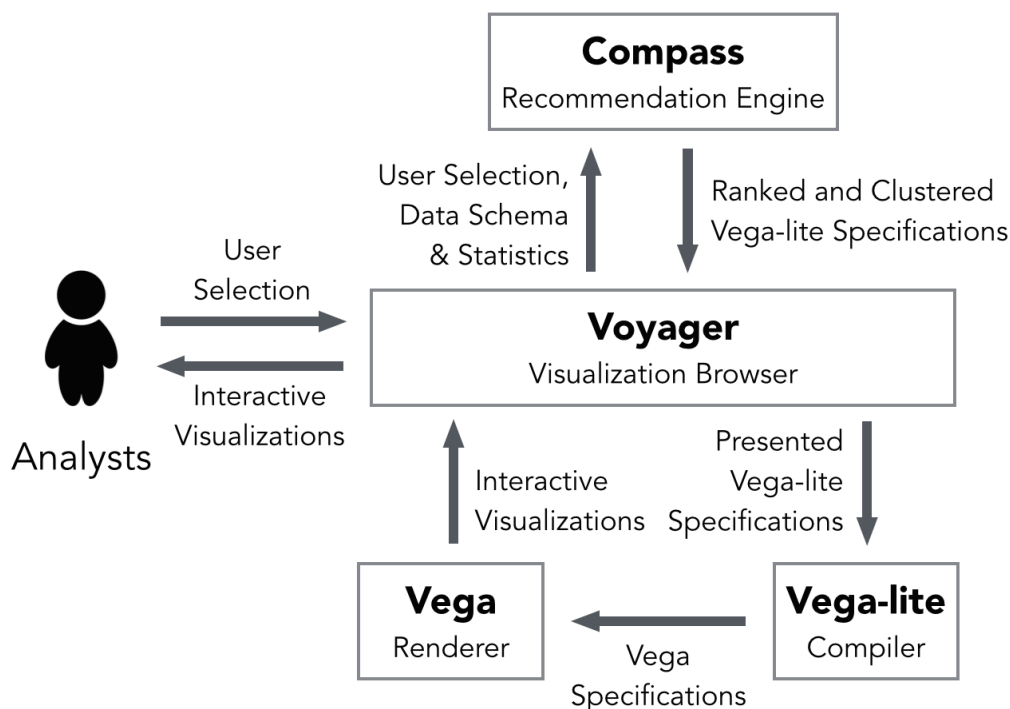 Compass
Recommendation Engine
User Selection,
Data Schema
& Statistics
Ranked and Clustered
Vega-lite Specifications
User
Selection
Voyager
Visualization Browser
Interactive
Visualizations
Analysts
Interactive
Visualizations
Presented
Vega-lite
Specifications
Vega
Renderer
Vega-lite
Compiler
Vega
Specifications